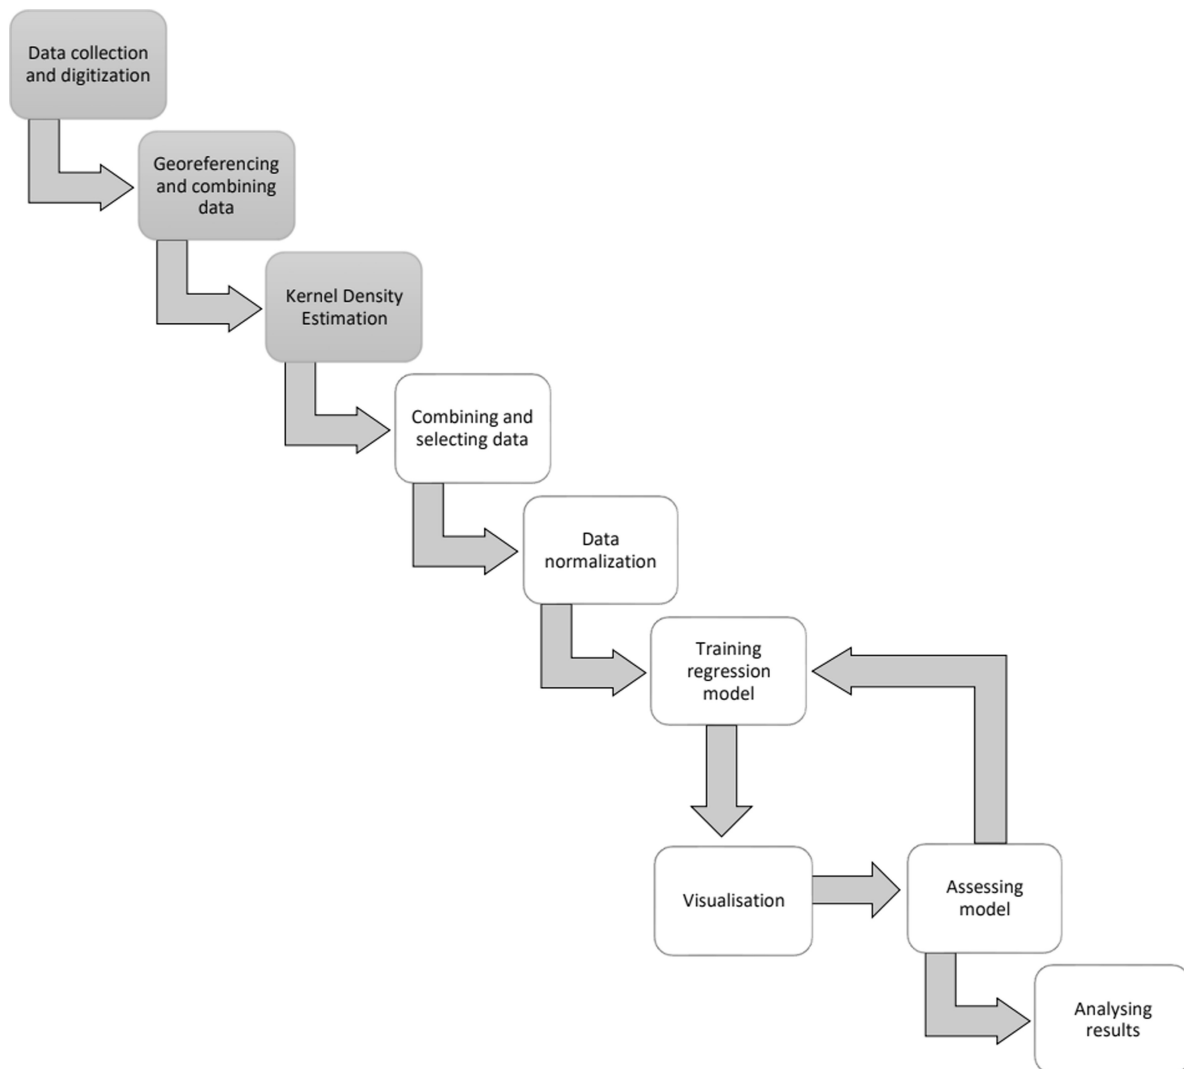 Data collection
and digitization
Georeferencing
and combining
data
Kernel Density
Estimation
Combining and
selecting data
Data
normalization
Training
regression
model
Visualisation
Assessing
model
Analysing
results